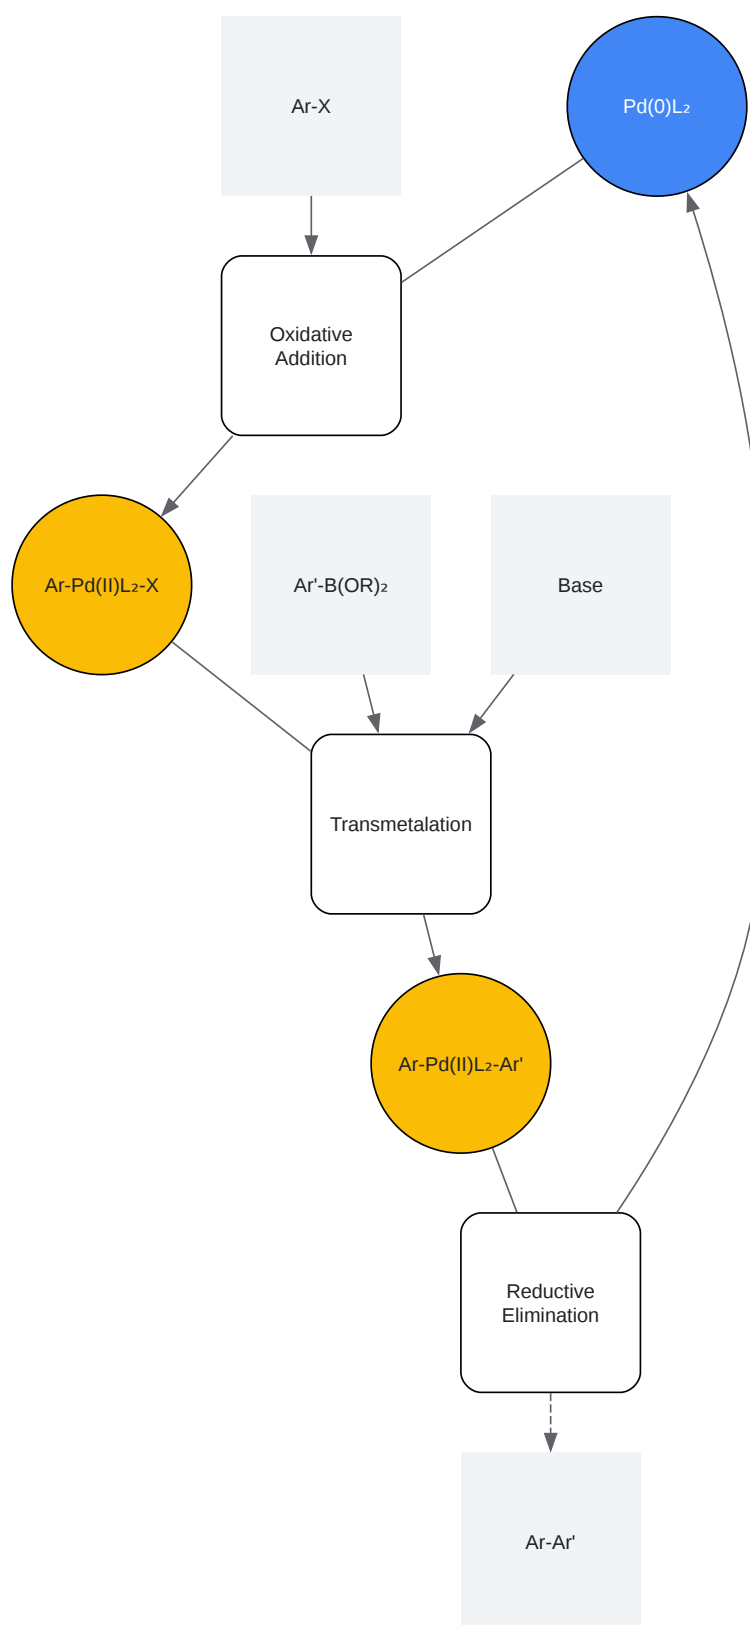 Ar-X
Pd(0)L₂
Oxidative
Addition
Ar-Pd(II)L₂-X
Ar'-B(OR)₂
Base
Transmetalation
Ar-Pd(II)L₂-Ar'
Reductive
Elimination
Ar-Ar'